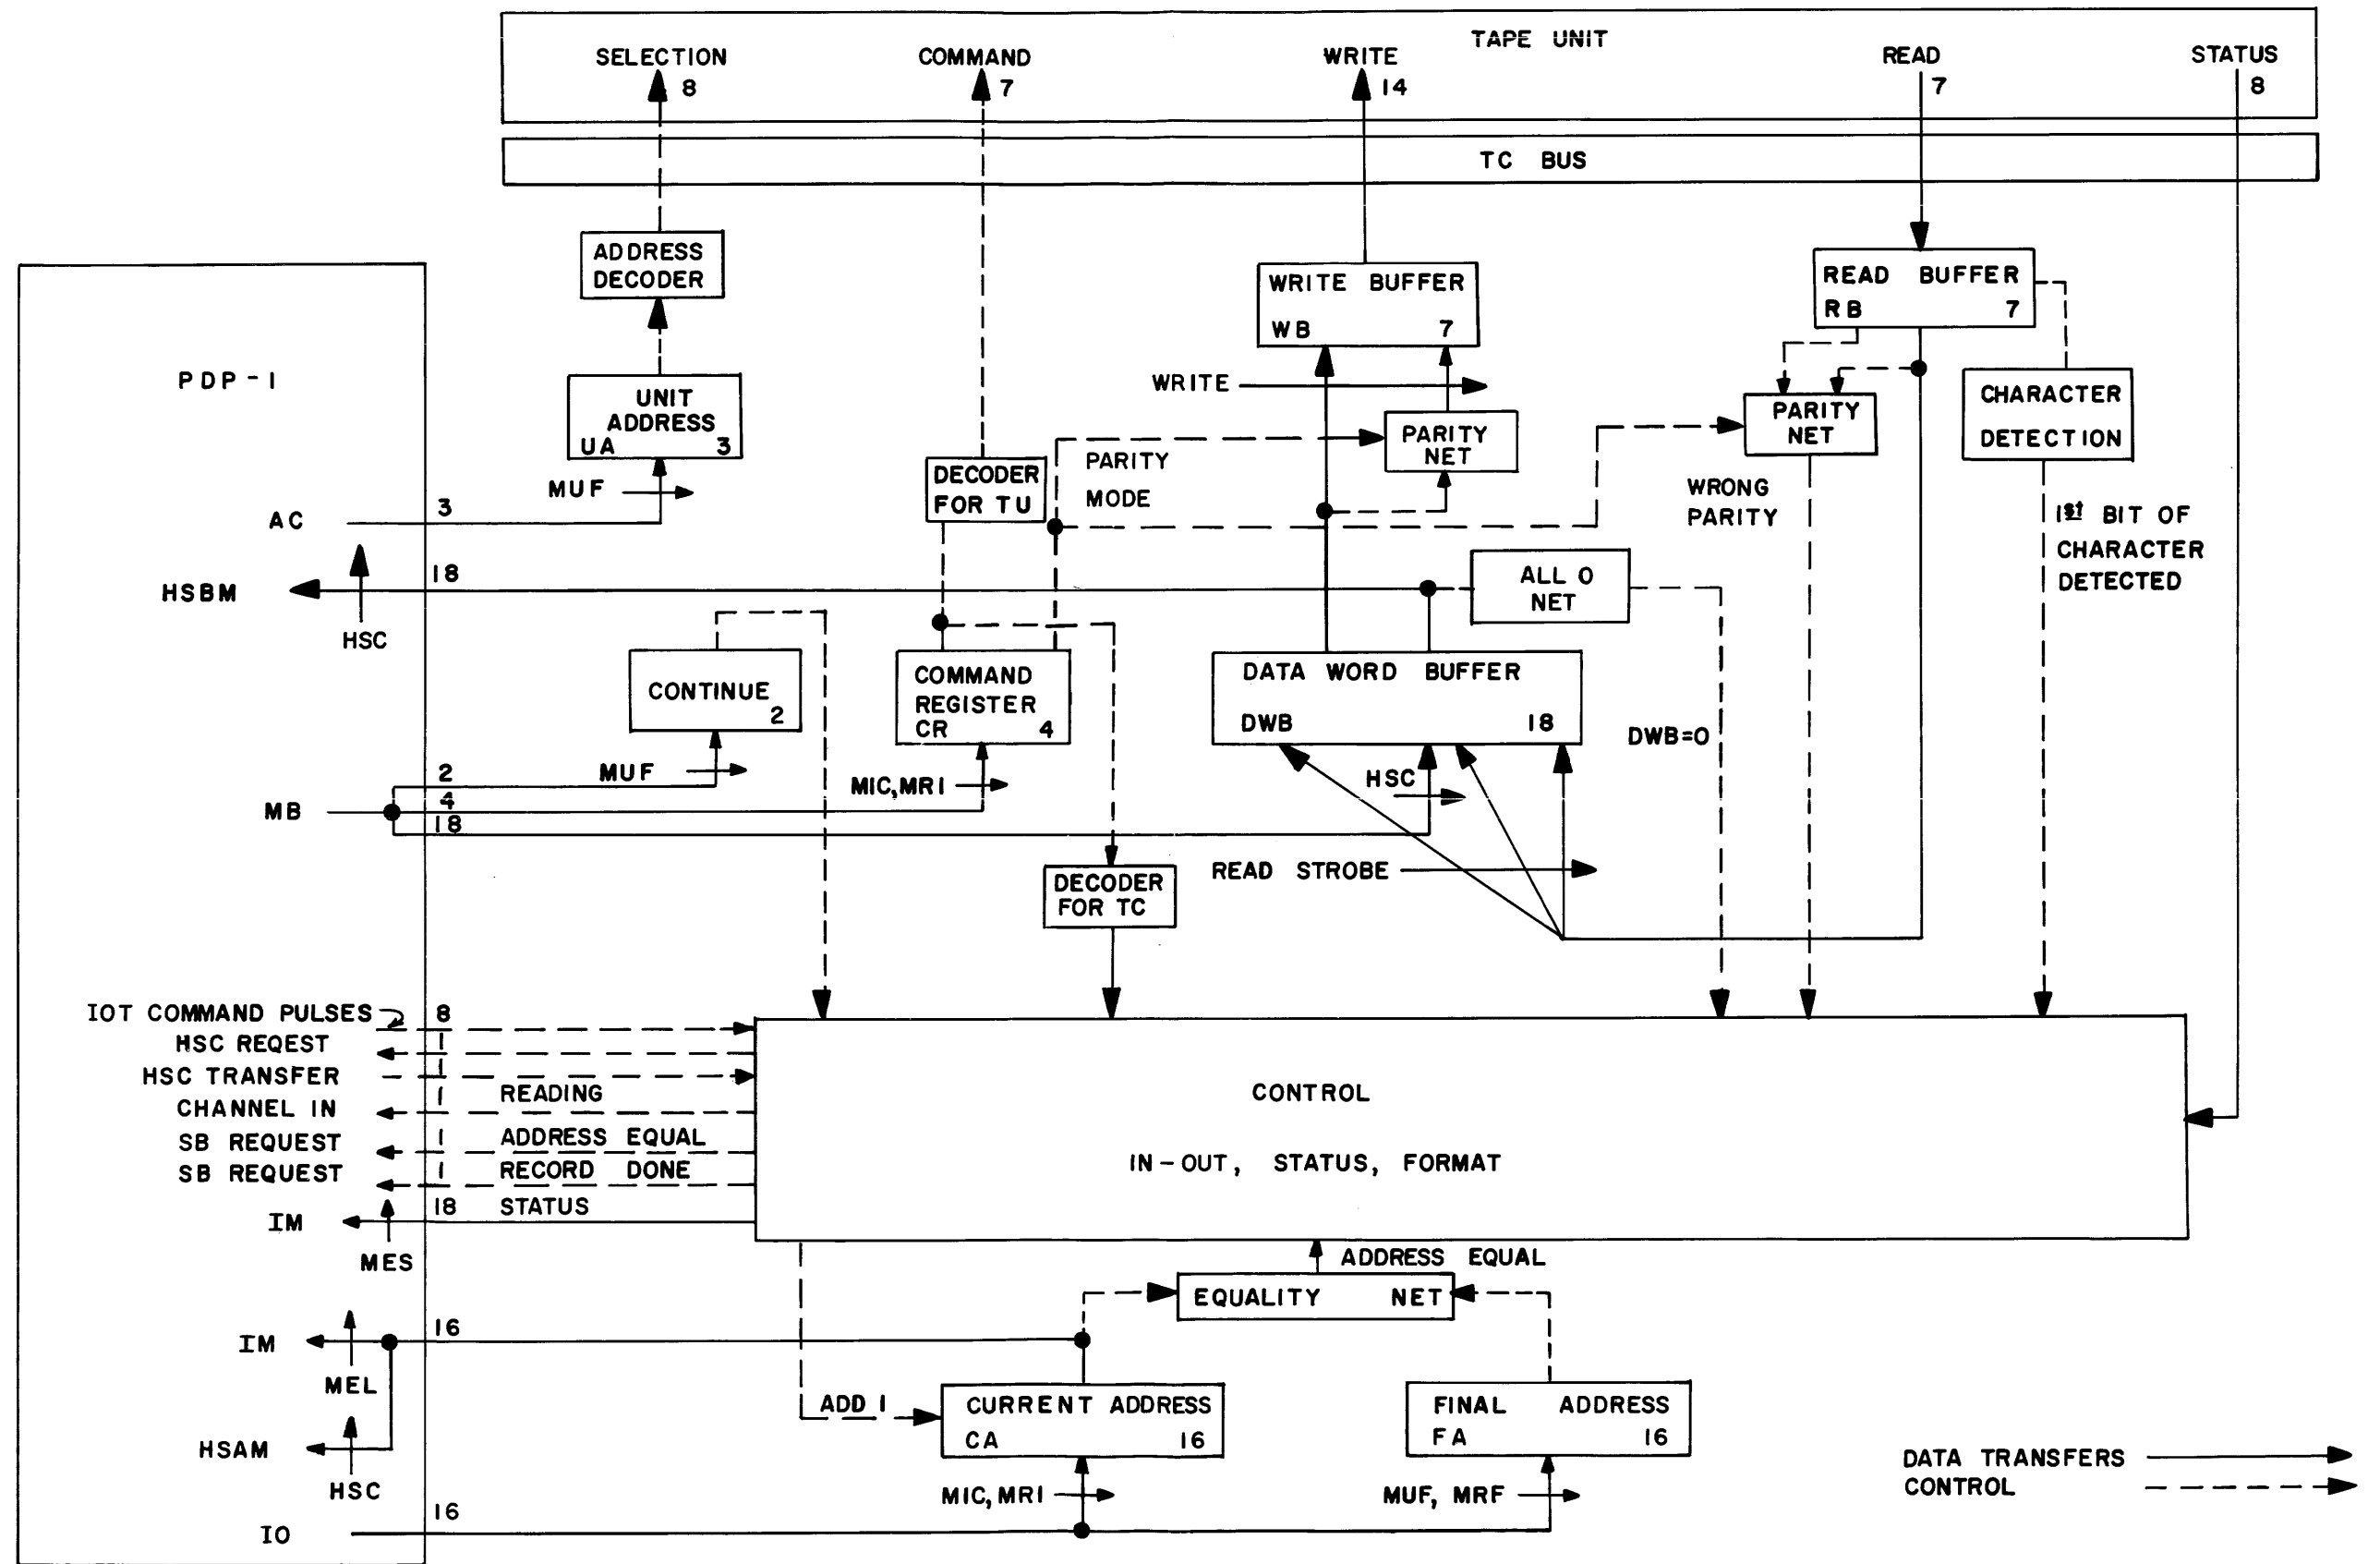 TAPE UNIT
SELECTION
8
COMMAND
7
WRITE
14
READ
7
STATUS
8
TC BUS
ADDRESS
DECODER
WRITE BUFFER
WB 7
READ BUFFER
RB 7
PDP-1
UNIT
ADDRESS
UA 3
WRITE
PARITY
NET
PARITY
NET
CHARACTER
DETECTION
DECODER
FOR TU
PARITY
MODE
MUF
AC
3
WRONG
PARITY
1st BIT OF
CHARACTER
DETECTED
HSBM
18
HSC
ALL 0
NET
CONTINUE
2
COMMAND
REGISTER
CR 4
DATA WORD BUFFER
DWB 18
DWB=0
MUF
2
MIC,MRI
HSC
MB
4
18
READ STROBE
DECODER
FOR TC
IOT COMMAND PULSES
8
HSC REQEST
1
HSC TRANSFER
1
READING
CHANNEL IN
1
SB REQUEST
1
ADDRESS EQUAL
SB REQUEST
1
RECORD DONE
IM
18
STATUS
MES
CONTROL
IN-OUT, STATUS, FORMAT
ADDRESS EQUAL
EQUALITY NET
IM
16
MEL
ADD 1
CURRENT ADDRESS
CA 16
FINAL ADDRESS
FA 16
HSAM
HSC
MIC,MRI
MUF, MRF
IO
16
DATA TRANSFERS
CONTROL